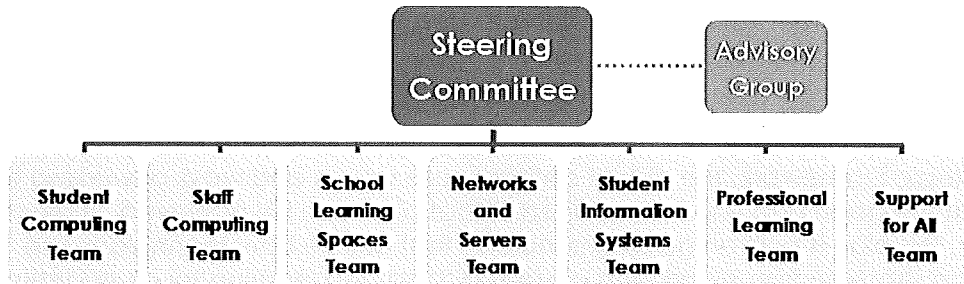 Steering
Committee
Advisory
Group
Student
Computing
Team
Staff
Computing
Team
School
Learning
Spaces
Team
Networks
and
Servers
Team
Student
Information
Systems
Team
Professional
Learning
Team
Support
for All
Team